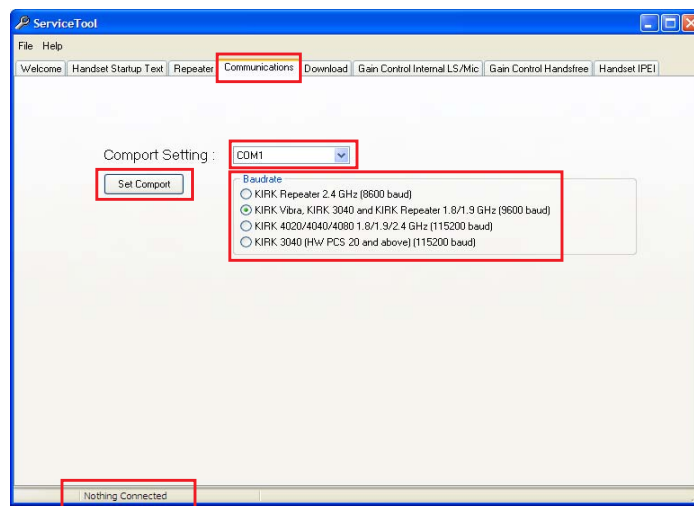 ServiceTool
File Help
Welcome Handset Startup Text Repeater Communications Download Gain Control Internal LS/Mic Gain Control Handsfree Handset IPEI
Comport Setting : COM1
Set Comport
Baudrate
KIRK Repeater 2.4 GHz (8600 baud)
KIRK Vibra, KIRK 3040 and KIRK Repeater 1.8/1.9 GHz (9600 baud)
KIRK 4020/4040/4080 1.8/1.9/2.4 GHz (115200 baud)
KIRK 3040 (HW PCS 20 and above) (115200 baud)
Nothing Connected